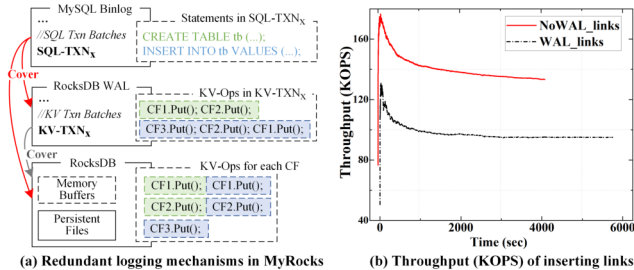 MySQL Binlog
...
//SQL Txn Batches
SQL-TXNx
Statements in SQL-TXNx
CREATE TABLE tb (...);
INSERT INTO tb VALUES (...);
Cover
RocksDB WAL
...
//KV Txn Batches
KV-TXNx
KV-Ops in KV-TXNx
CF1.Put(); CF2.Put();
CF3.Put(); CF2.Put(); CF1.Put();
Cover
RocksDB
Memory
Buffers
Persistent
Files
KV-Ops for each CF
CF1.Put(); CF1.Put();
CF2.Put(); CF2.Put();
CF3.Put();
(a) Redundant logging mechanisms in MyRocks
Throughput (KOPS)
160
120
80
40
NoWAL_links
WAL_links
0 2000 4000 6000
Time (sec)
(b) Throughput (KOPS) of inserting links